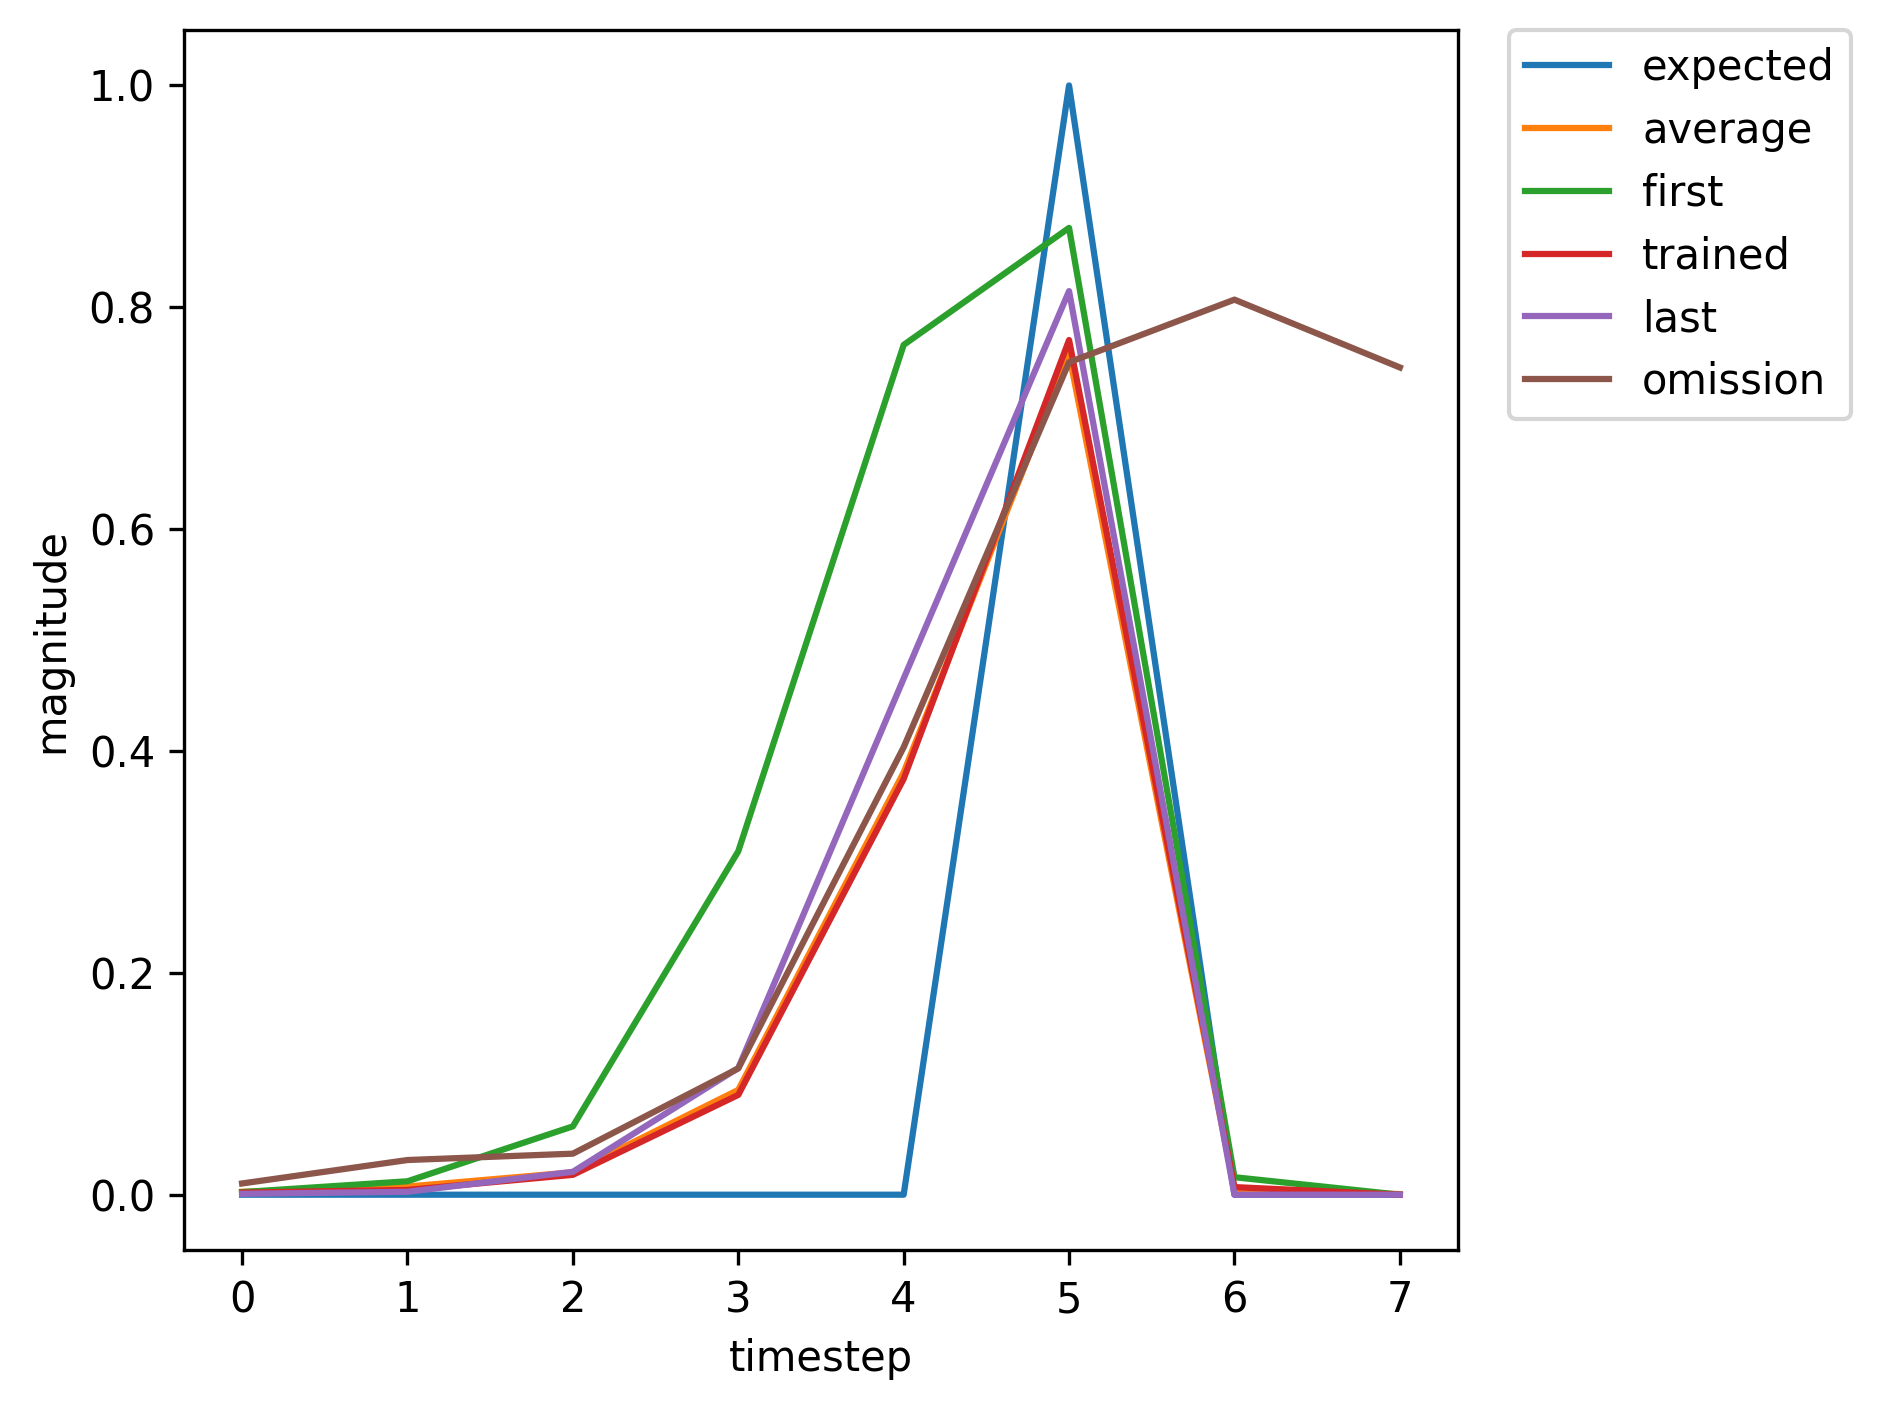 1.0
0.8
0.6
0.4
0.2
0.0
magnitude
0 1 2 3 4 5 6 7
timestep
expected
average
first
trained
last
omission